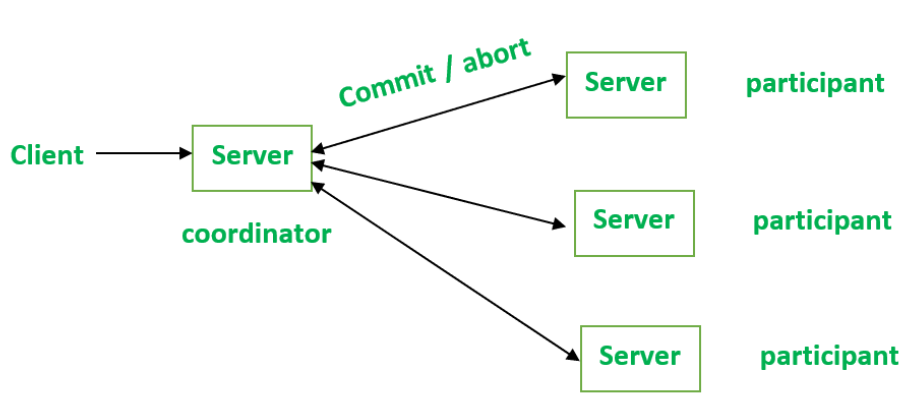 Commit / abort
Server participant
Client Server
Server participant
coordinator
Server participant